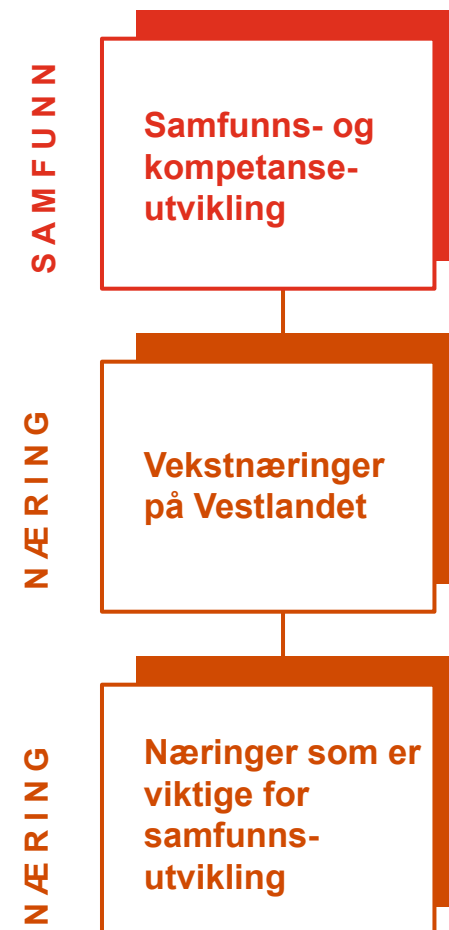 SAMFUNN
Samfunns- og
kompetanse-
utvikling
NÆRING
Vekstnæringer
på Vestlandet
NÆRING
Næringer som er
viktige for
samfunns-
utvikling